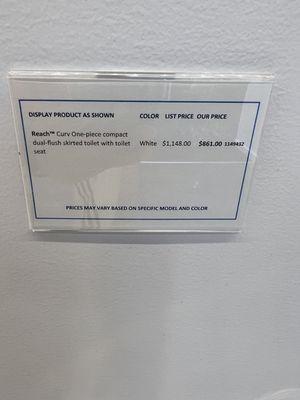 DISPLAY PRODUCT AS SHOWN COLOR LIST PRICE OUR PRICE
Reach™ Curv One-piece compact
dual-flush skirted toilet with toilet White $1,148.00 $861.00 1149432
seat
PRICES MAY VARY BASED ON SPECIFIC MODEL AND COLOR